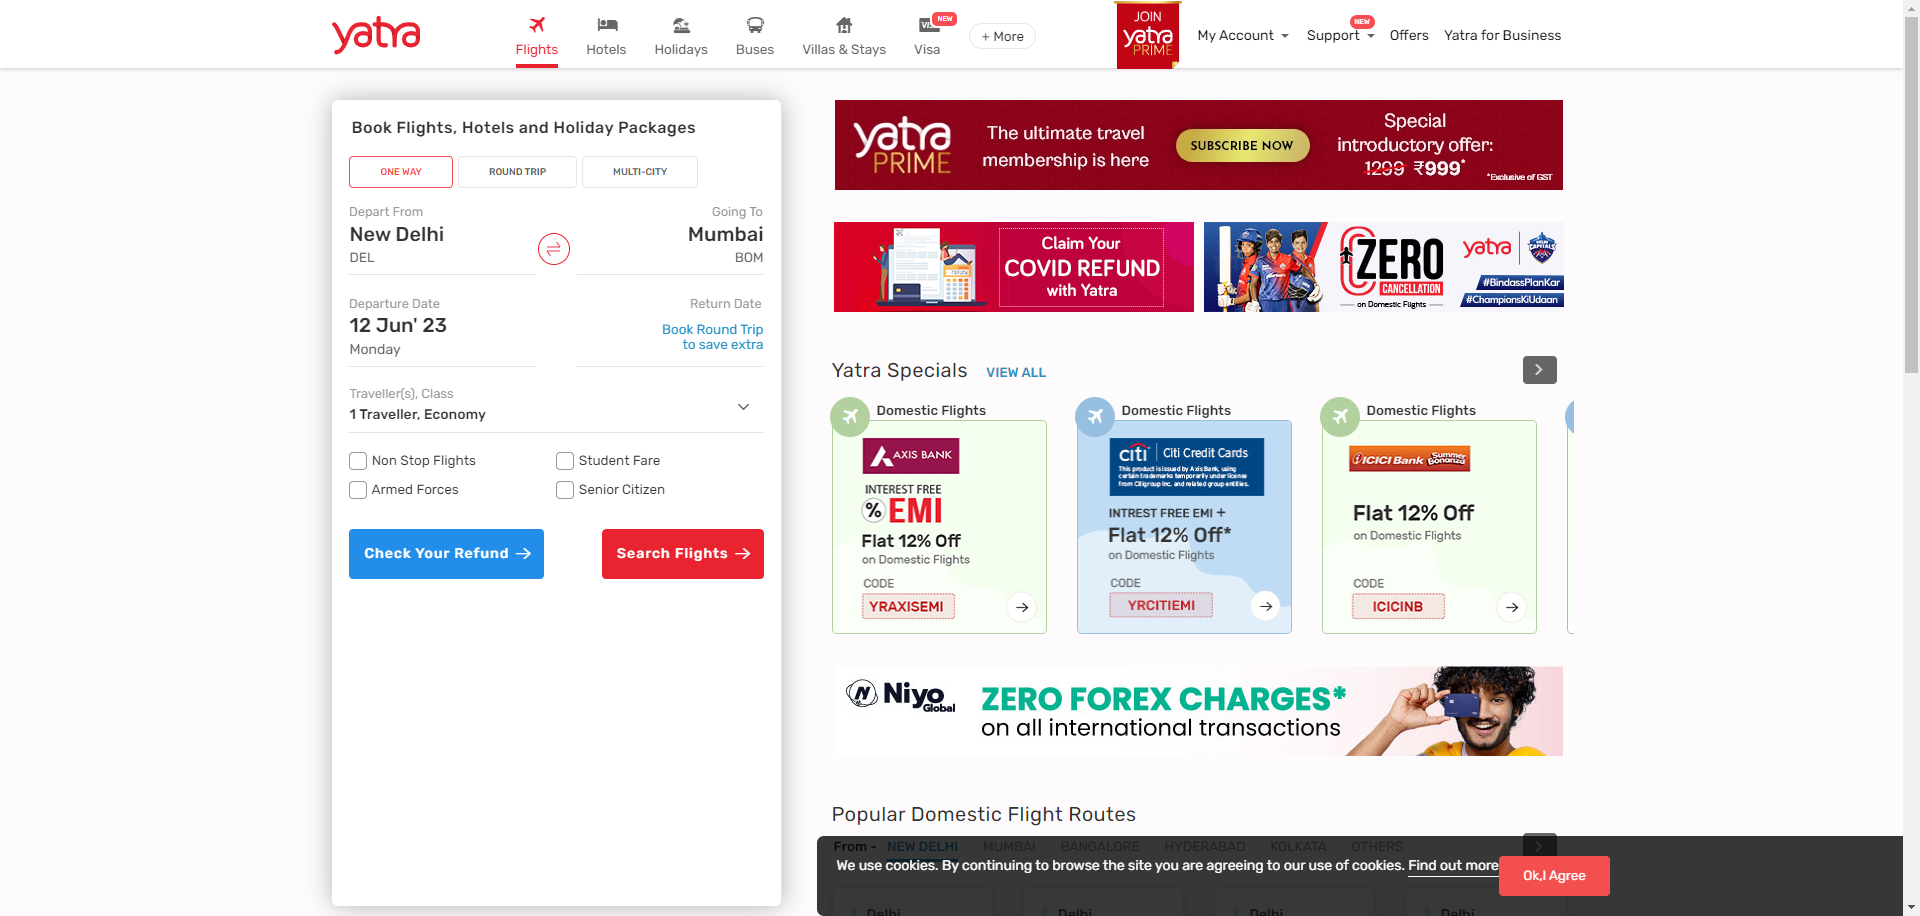 yatra
Flights
Hotels
Holidays
Buses
Villas & Stays
NEW
Visa
+ More
JOIN
yatra
PRIME
My Account
NEW
Support
Offers
Yatra for Business
Book Flights, Hotels and Holiday Packages
ONE WAY
ROUND TRIP
MULTI-CITY
Depart From
New Delhi
DEL
Going To
Mumbai
BOM
Departure Date
12 Jun' 23
Monday
Return Date
Book Round Trip
to save extra
Traveller(s), Class
1 Traveller, Economy
Non Stop Flights
Student Fare
Armed Forces
Senior Citizen
Check Your Refund
Search Flights
yatra
PRIME
The ultimate travel
membership is here
SUBSCRIBE NOW
Special
introductory offer:
1299 ₹999*
*Exclusive of GST
Claim Your
COVID REFUND
with Yatra
ZERO
CANCELLATION
on Domestic Flights
yatra
DELHI
CAPITALS
#BindassPlanKar
#ChampionsKiUdaan
Yatra Specials
VIEW ALL
Domestic Flights
AXIS BANK
INTEREST FREE
% EMI
Flat 12% Off
on Domestic Flights
CODE
YRAXISEMI
Domestic Flights
citi Citi Credit Cards
This product is issued by Axis Bank, using
certain trademarks temporarily under license
from Citigroup Inc. and related group entities.
INTREST FREE EMI +
Flat 12% Off*
on Domestic Flights
CODE
YRCITIEMI
Domestic Flights
ICICI Bank Summer
Bonanza
Flat 12% Off
on Domestic Flights
CODE
ICICINB
Niyo
Global
ZERO FOREX CHARGES*
on all international transactions
Popular Domestic Flight Routes
From - NEW DELHI MUMBAI BANGALORE HYDERABAD KOLKATA OTHERS
We use cookies. By continuing to browse the site you are agreeing to our use of cookies. Find out more
Ok,I Agree
Delhi
Delhi
Delhi
Delhi